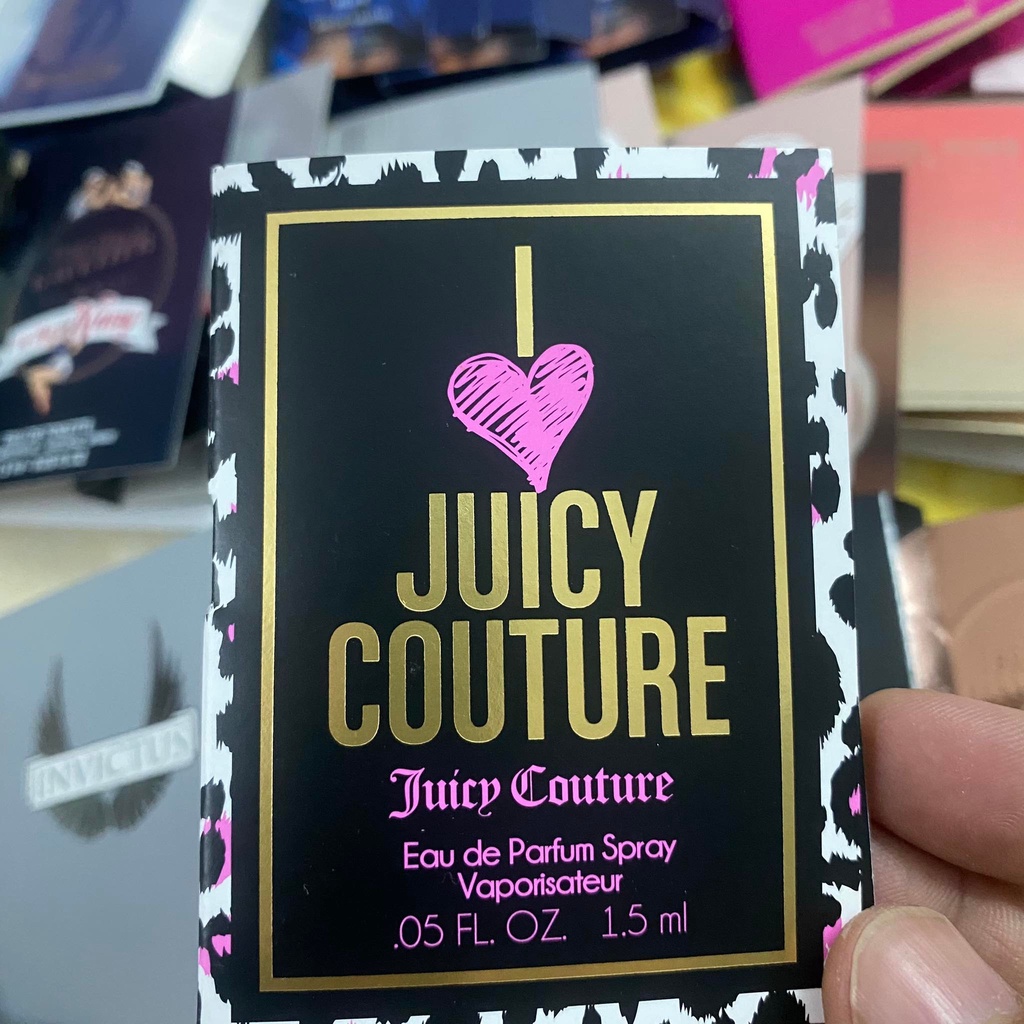 I
JUICY
COUTURE
Juicy Couture
Eau de Parfum Spray
Vaporisateur
.05 FL. OZ. 1.5 ml
INVICTUS